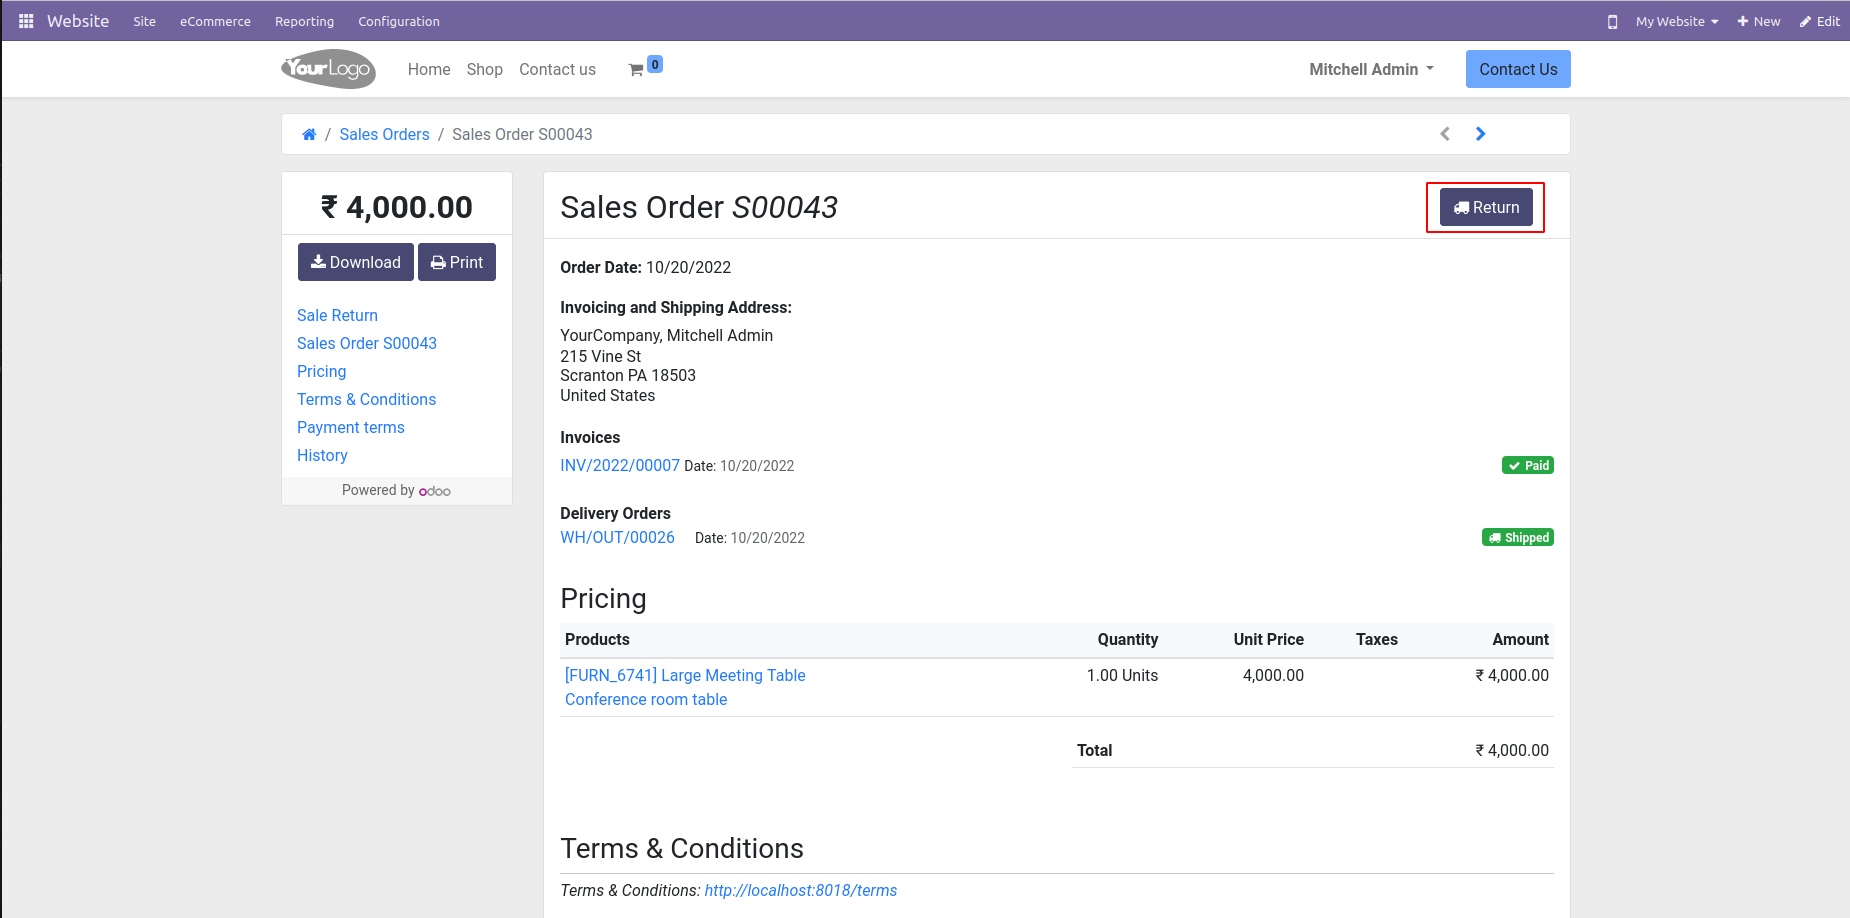 Website Site eCommerce Reporting Configuration My Website New Edit
YourLogo Home Shop Contact us 0 Mitchell Admin Contact Us
/ Sales Orders / Sales Order S00043
₹ 4,000.00
Download Print
Sale Return
Sales Order S00043
Pricing
Terms & Conditions
Payment terms
History
Powered by odoo
Sales Order S00043 Return
Order Date: 10/20/2022
Invoicing and Shipping Address:
YourCompany, Mitchell Admin
215 Vine St
Scranton PA 18503
United States
Invoices
INV/2022/00007 Date: 10/20/2022 Paid
Delivery Orders
WH/OUT/00026 Date: 10/20/2022 Shipped
Pricing
Products Quantity Unit Price Taxes Amount
[FURN_6741] Large Meeting Table 1.00 Units 4,000.00 ₹ 4,000.00
Conference room table
Total ₹ 4,000.00
Terms & Conditions
Terms & Conditions: http://localhost:8018/terms